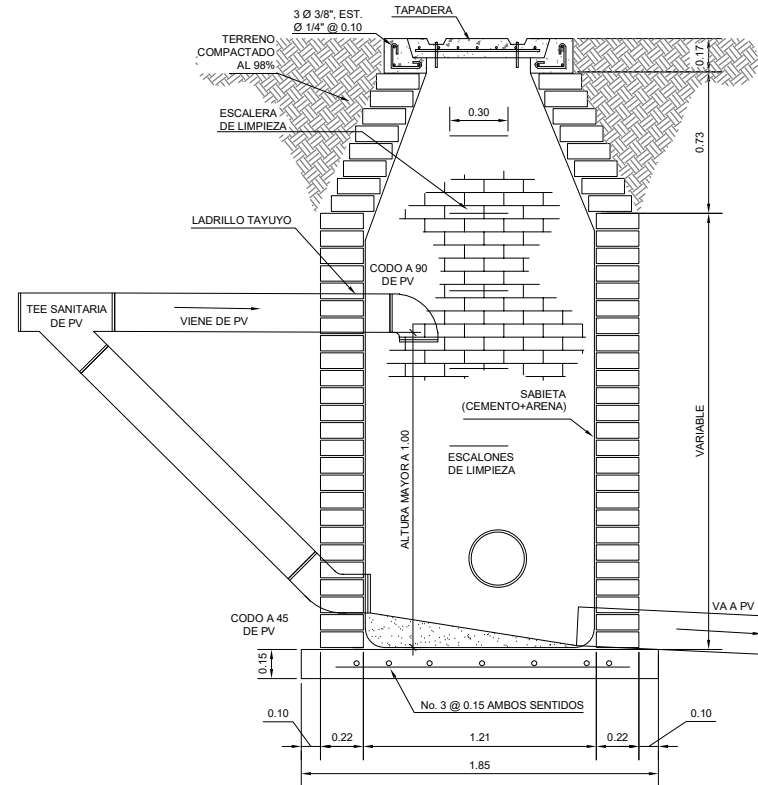 3 Ø 3/8", EST.
Ø 1/4" @ 0.10
TAPADERA
TERRENO
COMPACTADO
AL 98%
0.17
ESCALERA
DE LIMPIEZA
0.30
0.73
LADRILLO TAYUYO
CODO A 90
DE PV
TEE SANITARIA
DE PV
VIENE DE PV
SABIETA
(CEMENTO+ARENA)
VARIABLE
ALTURA MAYOR A 1.00
ESCALONES
DE LIMPIEZA
VA A PV
CODO A 45
DE PV
0.15
No. 3 @ 0.15 AMBOS SENTIDOS
0.10
0.22
1.21
0.22
0.10
1.85